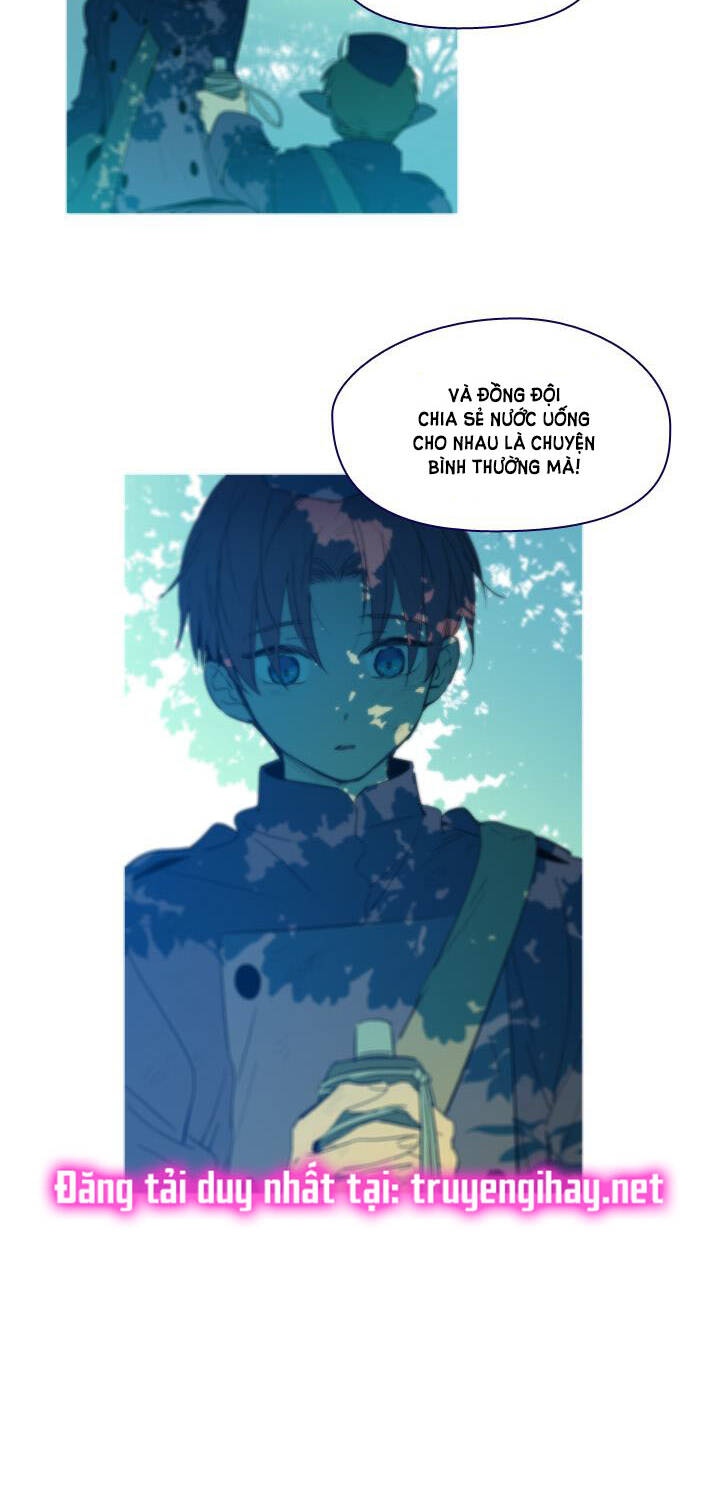 VÀ ĐỒNG ĐỘI
CHIA SẺ NƯỚC UỐNG
CHO NHAU LÀ CHUYỆN
BÌNH THƯỜNG MÀ!
Đăng tải duy nhất tại: truyengihay.net